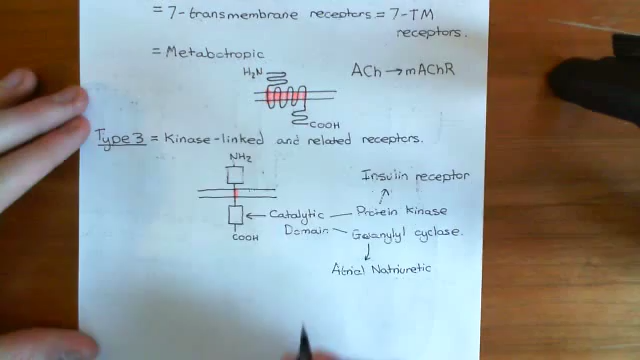 = 7-transmembrane receptors = 7-TM
receptors.
= Metabotropic
H₂N
ACh → mAChR
COOH
Type 3 = Kinase-linked and related receptors.
NH₂
Insulin receptor
Catalytic
Domain
Protein Kinase
Guanylyl cyclase.
COOH
Atrial Natriuretic